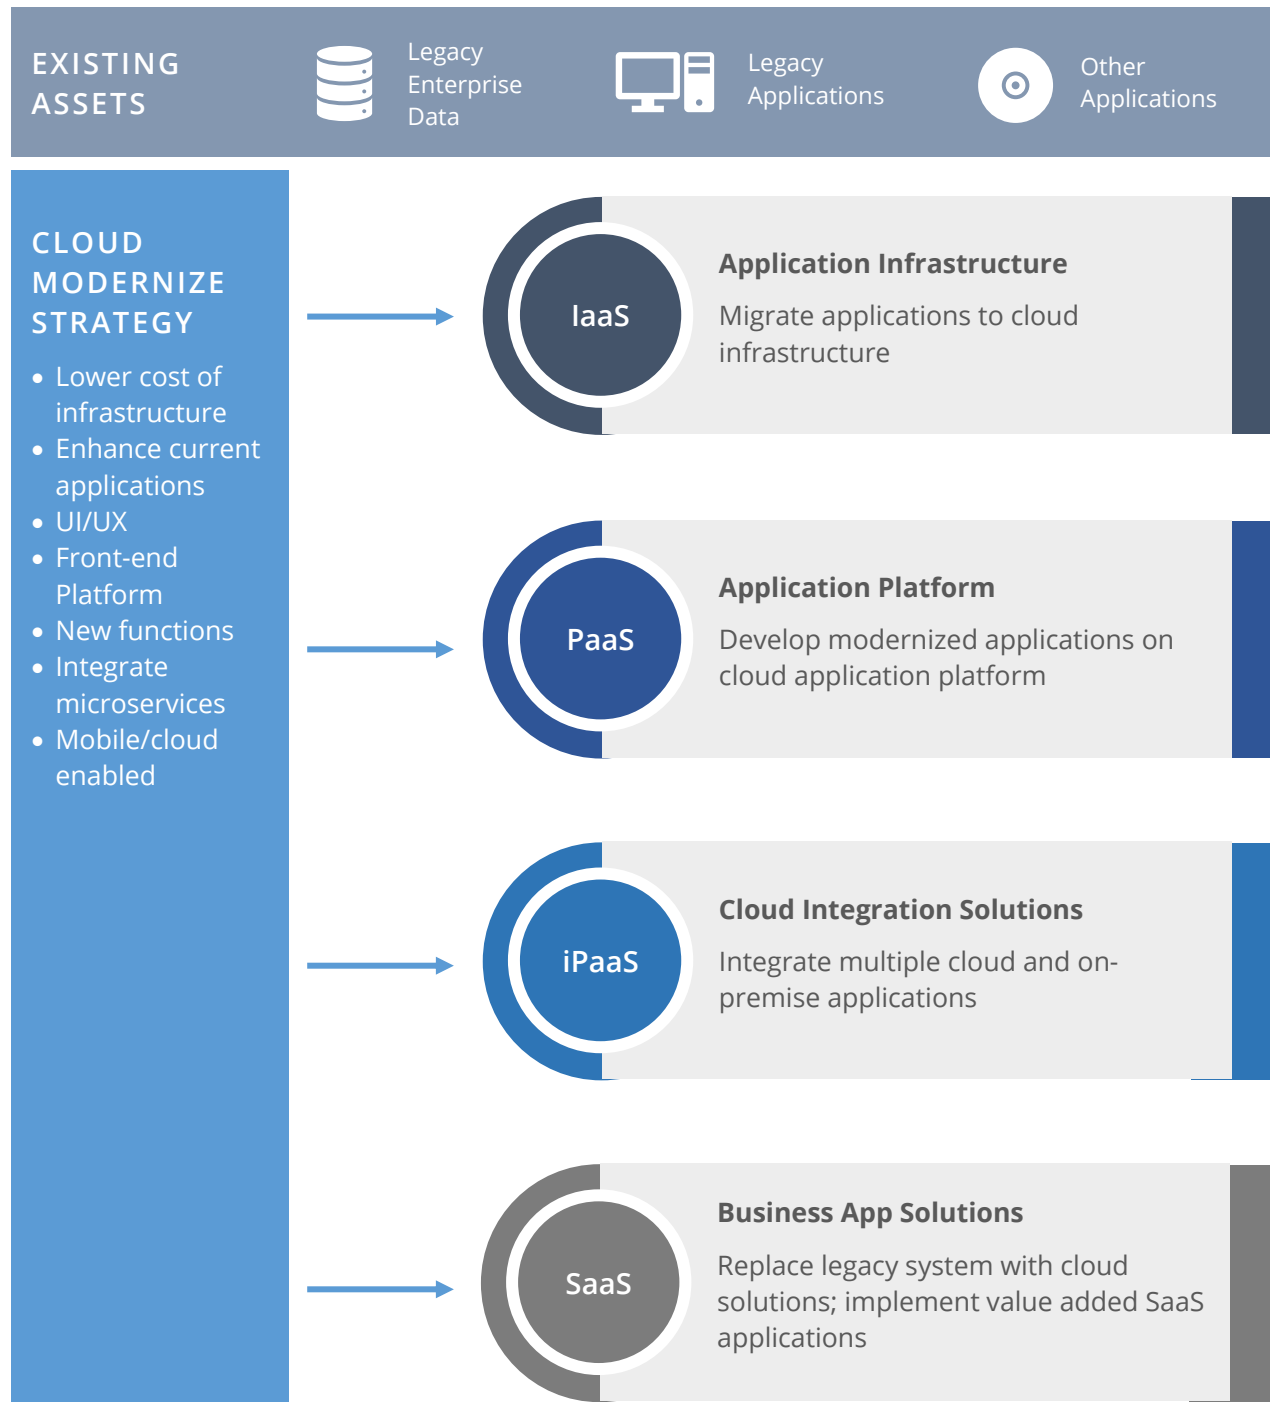 EXISTING
ASSETS
Legacy
Enterprise
Data
Legacy
Applications
Other
Applications
CLOUD
MODERNIZE
STRATEGY
• Lower cost of
infrastructure
• Enhance current
applications
• UI/UX
• Front-end
Platform
• New functions
• Integrate
microservices
• Mobile/cloud
enabled
IaaS
Application Infrastructure
Migrate applications to cloud
infrastructure
PaaS
Application Platform
Develop modernized applications on
cloud application platform
iPaaS
Cloud Integration Solutions
Integrate multiple cloud and on-
premise applications
SaaS
Business App Solutions
Replace legacy system with cloud
solutions; implement value added SaaS
applications